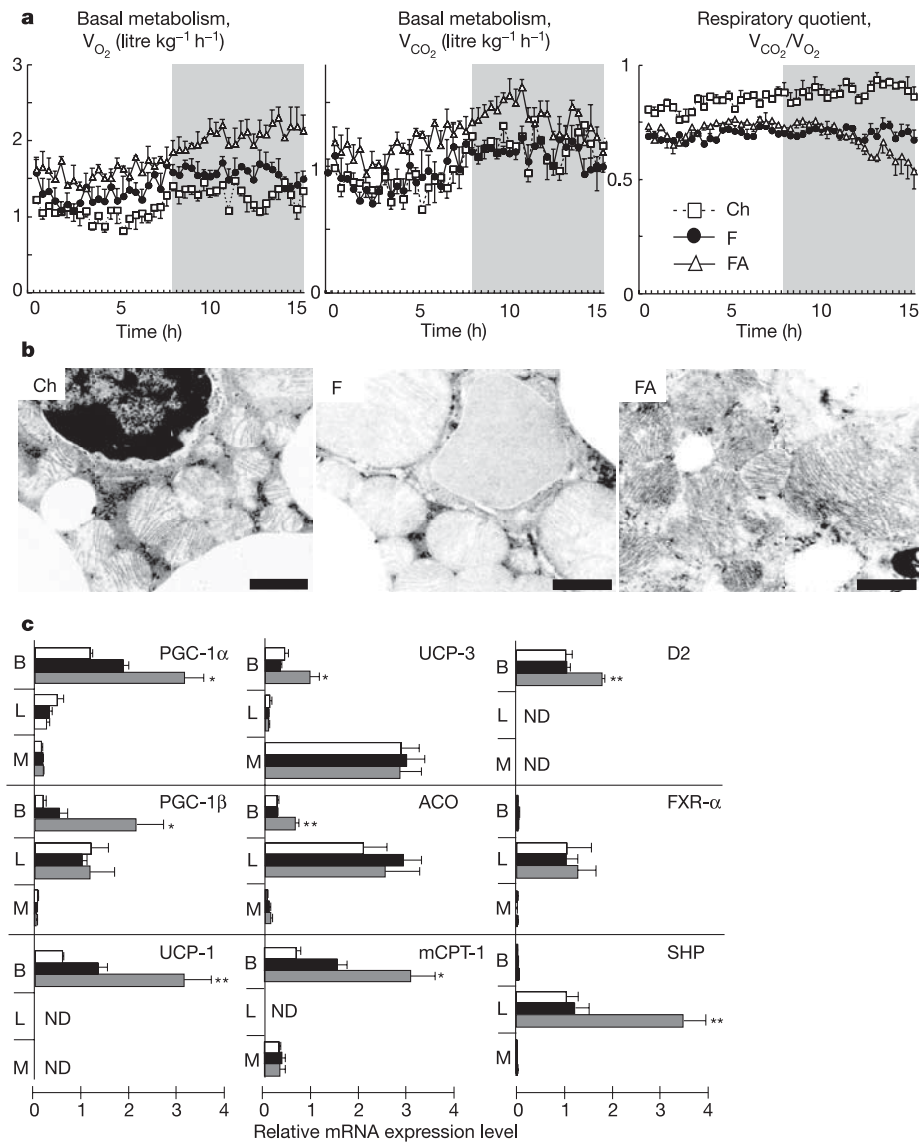 a
Basal metabolism,
V_O2 (litre kg⁻¹ h⁻¹)
Basal metabolism,
V_CO2 (litre kg⁻¹ h⁻¹)
Respiratory quotient,
V_CO2/V_O2
3
2
1
0
0 5 10 15
Time (h)
1
0
0 5 10 15
Time (h)
1
0.5
0
Ch
F
FA
0 5 10 15
Time (h)
b
Ch
F
FA
c
PGC-1α
B
L
M
UCP-3
B
*
L
M
D2
B
**
L ND
M ND
*
PGC-1β
B
*
L
M
ACO
B
**
L
M
FXR-α
B
L
M
UCP-1
B
**
L ND
M ND
mCPT-1
B
*
L ND
M
SHP
B
L
**
M
0 1 2 3 4
0 1 2 3 4
0 1 2 3 4
Relative mRNA expression level